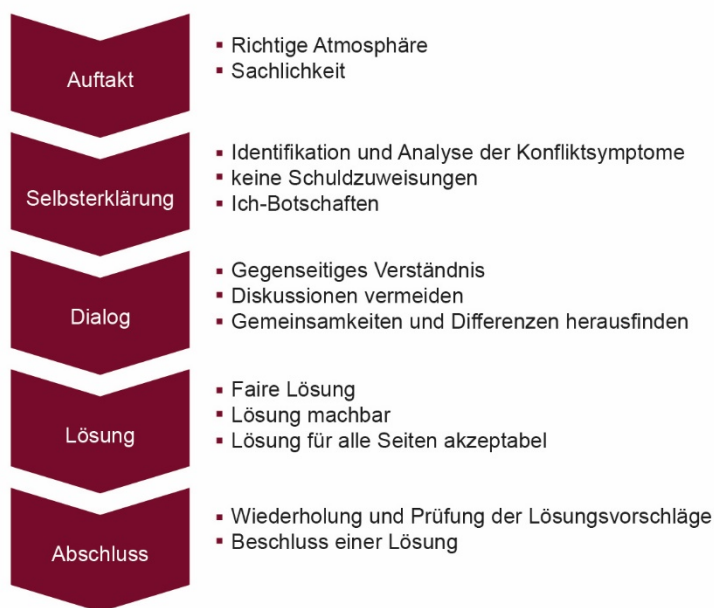 Auftakt
▪ Richtige Atmosphäre
▪ Sachlichkeit
Selbsterklärung
▪ Identifikation und Analyse der Konfliktsymptome
▪ keine Schuldzuweisungen
▪ Ich-Botschaften
Dialog
▪ Gegenseitiges Verständnis
▪ Diskussionen vermeiden
▪ Gemeinsamkeiten und Differenzen herausfinden
Lösung
▪ Faire Lösung
▪ Lösung machbar
▪ Lösung für alle Seiten akzeptabel
Abschluss
▪ Wiederholung und Prüfung der Lösungsvorschläge
▪ Beschluss einer Lösung